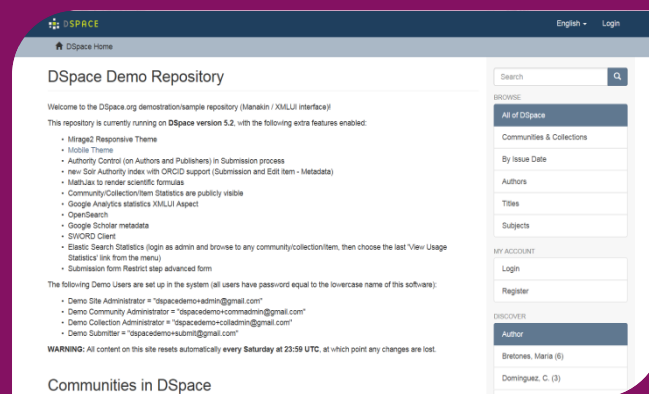 DSPACE
English
Login
DSpace Home
DSpace Demo Repository
Welcome to the DSpace.org demostration/sample repository (Manakin / XMLUI interface)!
This repository is currently running on DSpace version 5.2, with the following extra features enabled:
• Mirage2 Responsive Theme
• Mobile Theme
• Authority Control (on Authors and Publishers) in Submission process
• new Solr Authority index with ORCID support (Submission and Edit Item - Metadata)
• MathJax to render scientific formulas
• Community/Collection/Item Statistics are publicly visible
• Google Analytics statistics XMLUI Aspect
• OpenSearch
• Google Scholar metadata
• SWORD Client
• Elastic Search Statistics (login as admin and browse to any community/collection/item, then choose the last 'View Usage
Statistics' link from the menu)
• Submission form Restrict step advanced form
The following Demo Users are set up in the system (all users have password equal to the lowercase name of this software):
• Demo Site Administrator = "dspacedemo+admin@gmail.com"
• Demo Community Administrator = "dspacedemo+commadmin@gmail.com"
• Demo Collection Administrator = "dspacedemo+colladmin@gmail.com"
• Demo Submitter = "dspacedemo+submit@gmail.com"
WARNING: All content on this site resets automatically every Saturday at 23:59 UTC, at which point any changes are lost.
Communities in DSpace
Search
BROWSE
All of DSpace
Communities & Collections
By Issue Date
Authors
Titles
Subjects
MY ACCOUNT
Login
Register
DISCOVER
Author
Bretones, Maria (6)
Dominguez, C. (3)